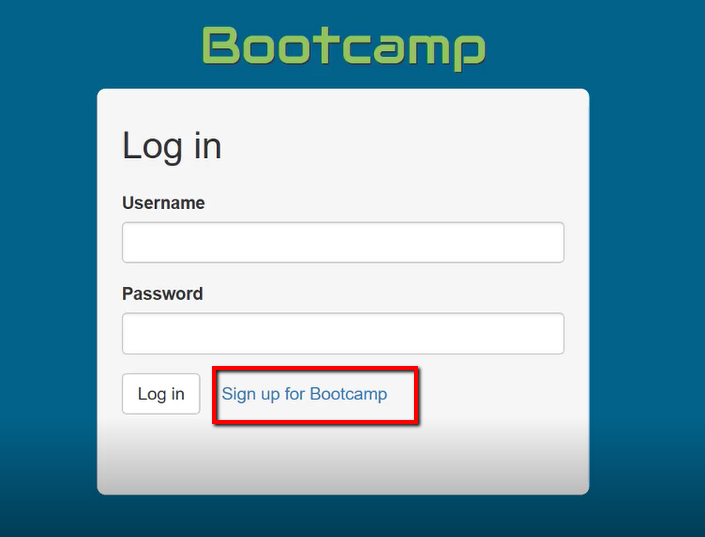 Bootcamp
Log in
Username
Password
Log in Sign up for Bootcamp